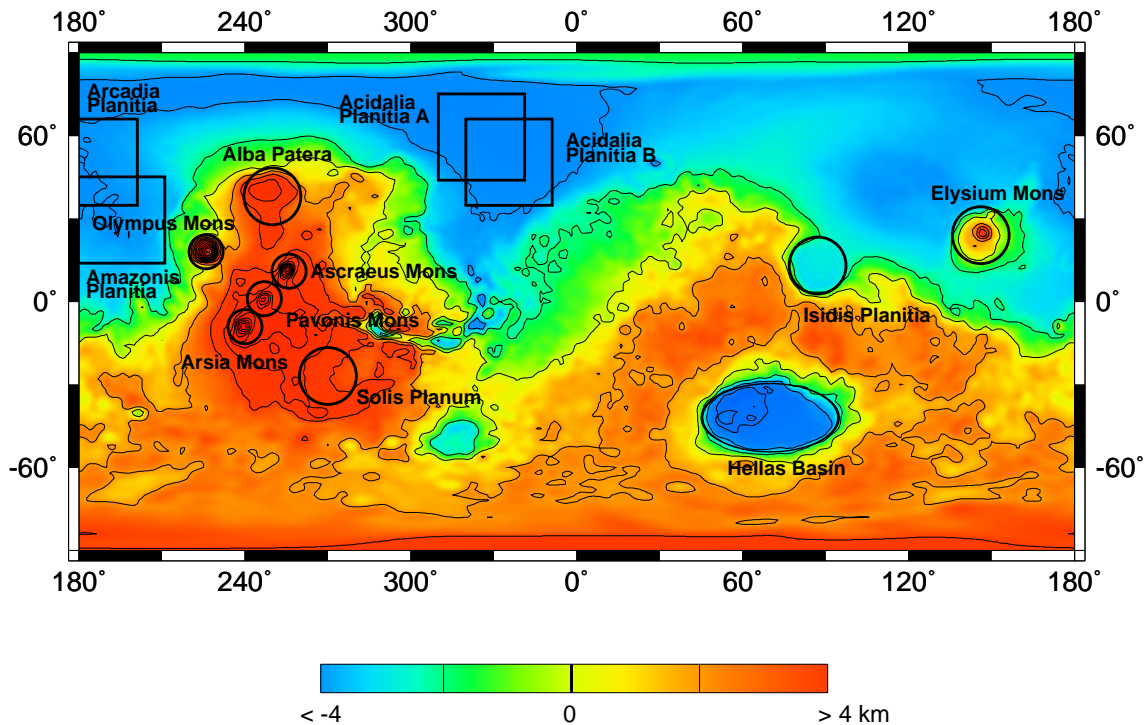 180˚ 240˚ 300˚ 0˚ 60˚ 120˚ 180˚
Arcadia
Planitia
Acidalia
Planitia A
60˚
60˚
Acidalia
Planitia B
Alba Patera
Elysium Mons
Olympus Mons
Ascraeus Mons
Amazonis
Planitia
0˚
0˚
Pavonis Mons
Isidis Planitia
Arsia Mons
Solis Planum
Hellas Basin
-60˚
-60˚
180˚ 240˚ 300˚ 0˚ 60˚ 120˚ 180˚
< -4 0 > 4 km